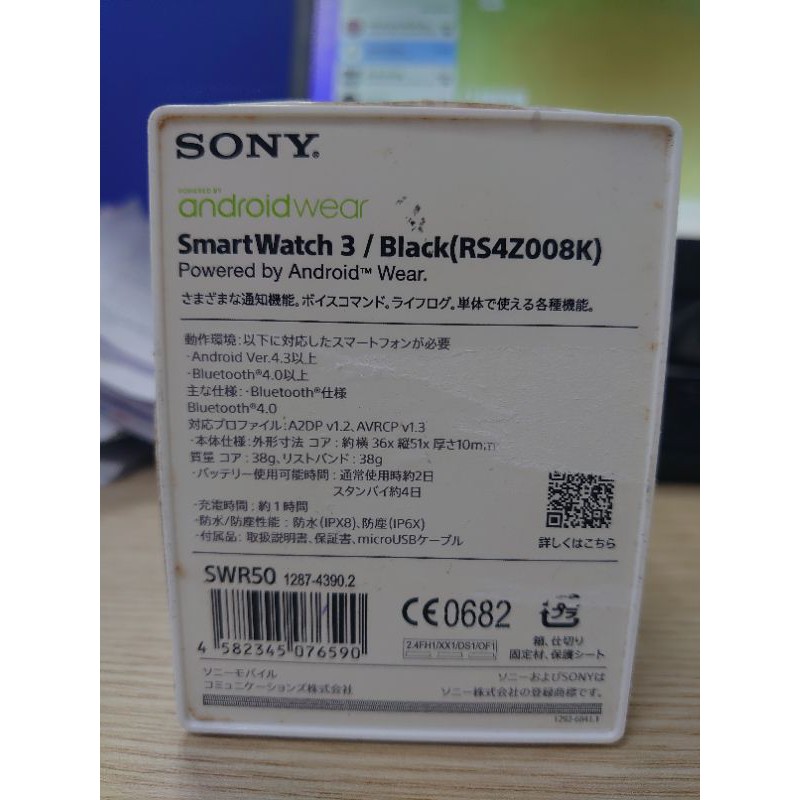 SONY
POWERED BY
androidwear
SmartWatch 3 / Black(RS4Z008K)
Powered by Android™ Wear.
さまざまな通知機能。ボイスコマンド。ライフログ。単体で使える各種機能。
動作環境：以下に対応したスマートフォンが必要
-Android Ver.4.3以上
-Bluetooth®4.0以上
主な仕様：-Bluetooth®仕様
Bluetooth®4.0
対応プロファイル：A2DP v1.2、AVRCP v1.3
-本体仕様：外形寸法 コア：約 横 36x 縦51x 厚さ10mm、
質量 コア：38g、リストバンド：38g
-バッテリー使用可能時間：通常使用時約2日
スタンバイ約4日
-充電時間：約1時間
-防水/防塵性能：防水(IPX8)、防塵(IP6X)
-付属品：取扱説明書、保証書、microUSBケーブル
詳しくはこちら
SWR50 1287-4390.2
4 582345 076590
CE0682
プラ
2.4FH1/XX1/DS1/OF1
箱、仕切り
固定材、保護シート
ソニーモバイル
コミュニケーションズ株式会社
ソニーおよびSONYは
ソニー株式会社の登録商標です。